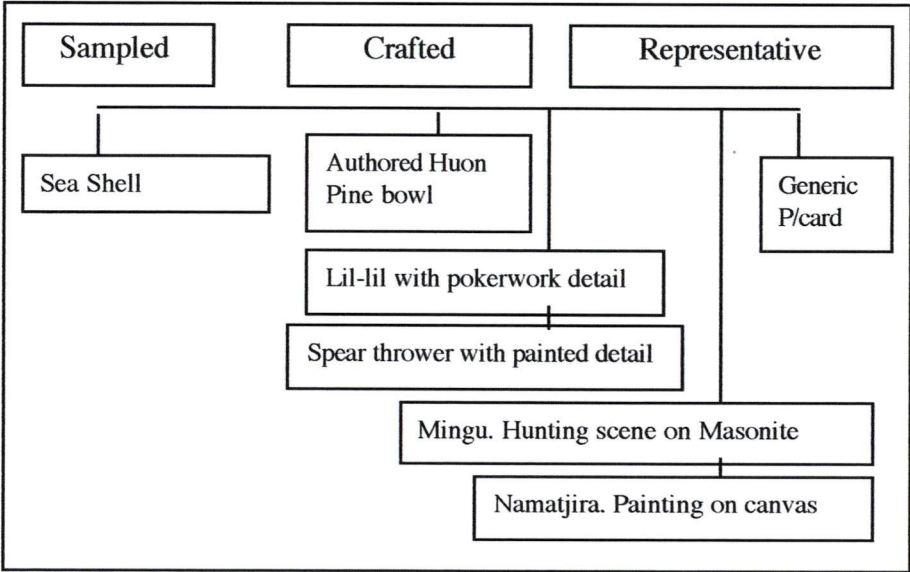 Sampled
Crafted
Representative
Sea Shell
Authored Huon
Pine bowl
Generic
P/card
Lil-lil with pokerwork detail
Spear thrower with painted detail
Mingu. Hunting scene on Masonite
Namatjira. Painting on canvas